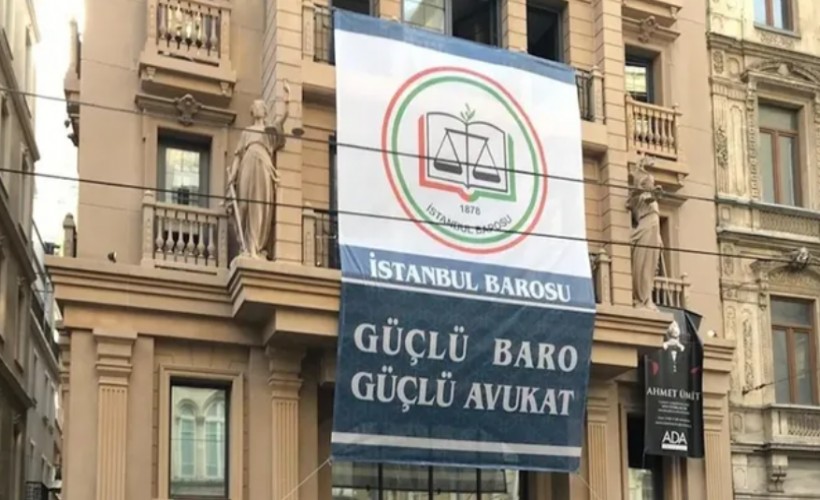 1878
İSTANBUL BAROSU
İSTANBUL BAROSU
GÜÇLÜ BARO
GÜÇLÜ AVUKAT
AHMET ÜMİT
ADA